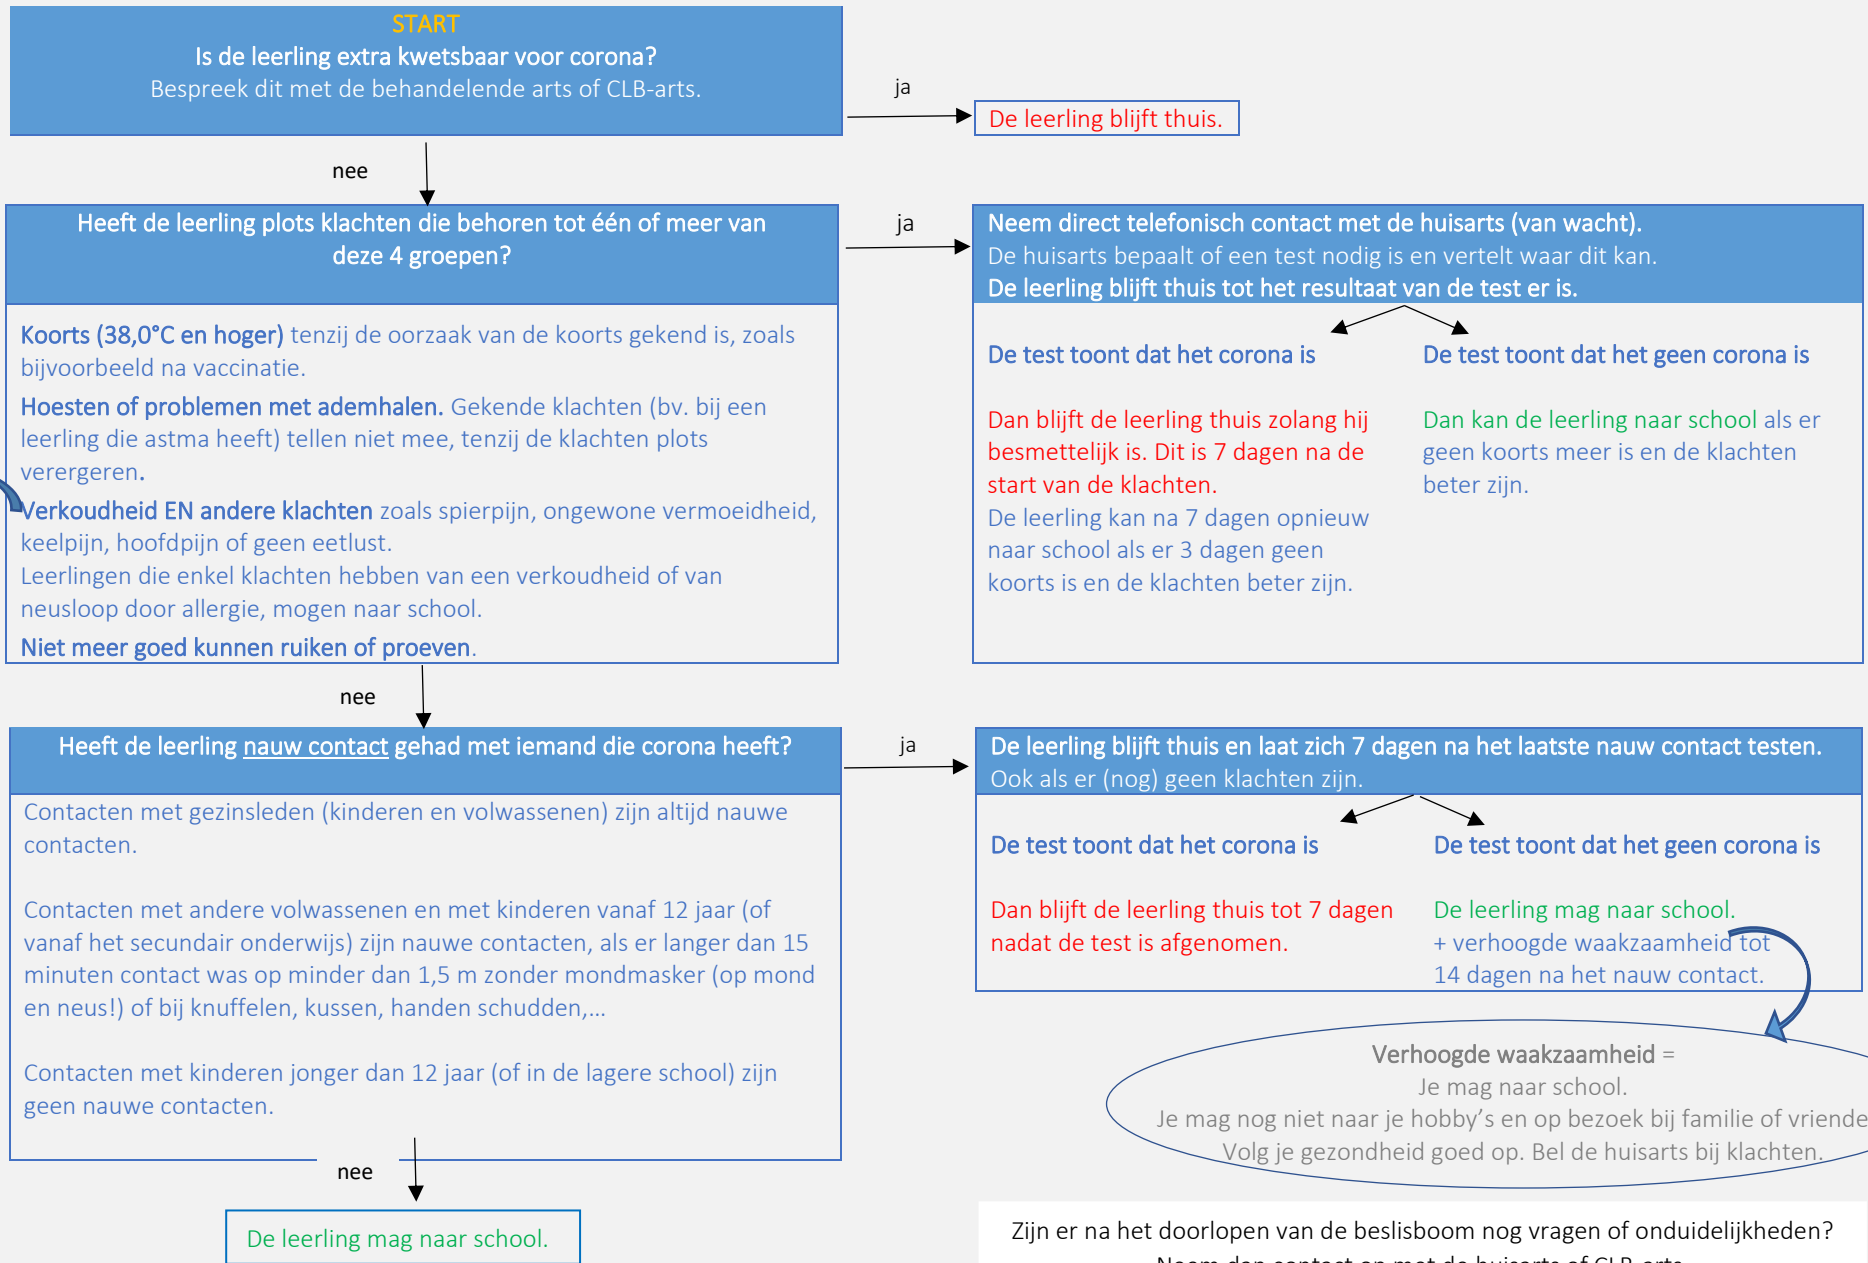 START
Is de leerling extra kwetsbaar voor corona?
Bespreek dit met de behandelende arts of CLB-arts.
ja
De leerling blijft thuis.
nee
Heeft de leerling plots klachten die behoren tot één of meer van
deze 4 groepen?
Koorts (38,0°C en hoger) tenzij de oorzaak van de koorts gekend is, zoals
bijvoorbeeld na vaccinatie.
Hoesten of problemen met ademhalen. Gekende klachten (bv. bij een
leerling die astma heeft) tellen niet mee, tenzij de klachten plots
verergeren.
Verkoudheid EN andere klachten zoals spierpijn, ongewone vermoeidheid,
keelpijn, hoofdpijn of geen eetlust.
Leerlingen die enkel klachten hebben van een verkoudheid of van
neusloop door allergie, mogen naar school.
Niet meer goed kunnen ruiken of proeven.
ja
Neem direct telefonisch contact met de huisarts (van wacht).
De huisarts bepaalt of een test nodig is en vertelt waar dit kan.
De leerling blijft thuis tot het resultaat van de test er is.
De test toont dat het corona is
Dan blijft de leerling thuis zolang hij
besmettelijk is. Dit is 7 dagen na de
start van de klachten.
De leerling kan na 7 dagen opnieuw
naar school als er 3 dagen geen
koorts is en de klachten beter zijn.
De test toont dat het geen corona is
Dan kan de leerling naar school als er
geen koorts meer is en de klachten
beter zijn.
nee
Heeft de leerling nauw contact gehad met iemand die corona heeft?
Contacten met gezinsleden (kinderen en volwassenen) zijn altijd nauwe
contacten.
Contacten met andere volwassenen en met kinderen vanaf 12 jaar (of
vanaf het secundair onderwijs) zijn nauwe contacten, als er langer dan 15
minuten contact was op minder dan 1,5 m zonder mondmasker (op mond
en neus!) of bij knuffelen, kussen, handen schudden,...
Contacten met kinderen jonger dan 12 jaar (of in de lagere school) zijn
geen nauwe contacten.
ja
De leerling blijft thuis en laat zich 7 dagen na het laatste nauw contact testen.
Ook als er (nog) geen klachten zijn.
De test toont dat het corona is
Dan blijft de leerling thuis tot 7 dagen
nadat de test is afgenomen.
De test toont dat het geen corona is
De leerling mag naar school.
+ verhoogde waakzaamheid tot
14 dagen na het nauw contact.
Verhoogde waakzaamheid =
Je mag naar school.
Je mag nog niet naar je hobby's en op bezoek bij familie of vriende
Volg je gezondheid goed op. Bel de huisarts bij klachten.
nee
De leerling mag naar school.
Zijn er na het doorlopen van de beslisboom nog vragen of onduidelijkheden?
Neem dan contact op met de huisarts of CLB-arts